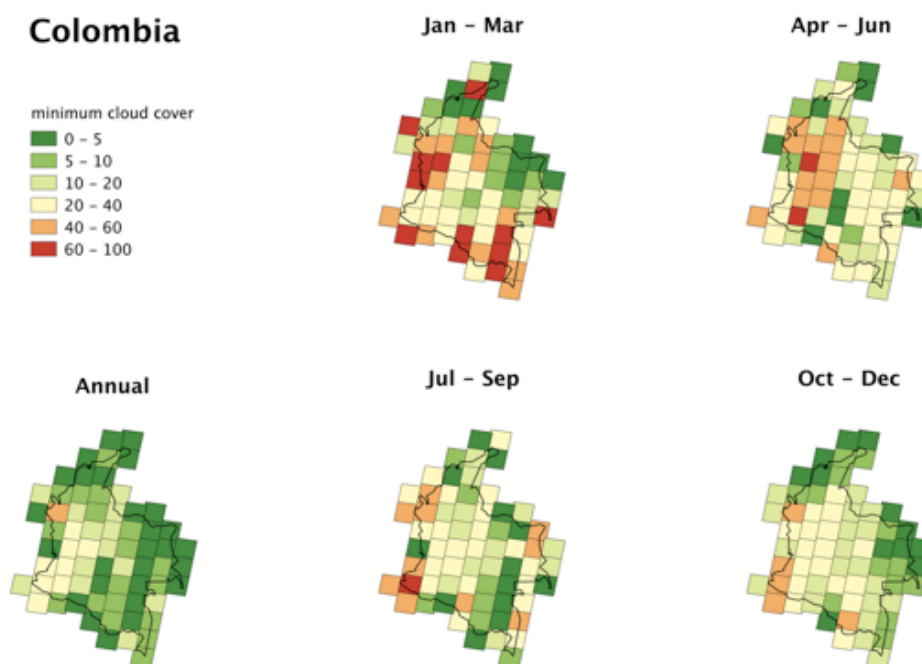 Colombia
minimum cloud cover
0 – 5
5 – 10
10 – 20
20 – 40
40 – 60
60 – 100
Jan – Mar
Apr – Jun
Annual
Jul – Sep
Oct – Dec